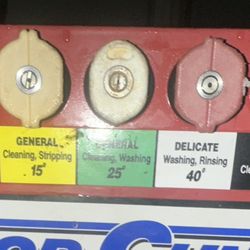 GENERAL
Cleaning, Stripping
15°
GENERAL
Cleaning, Washing
25°
DELICATE
Washing, Rinsing
40°